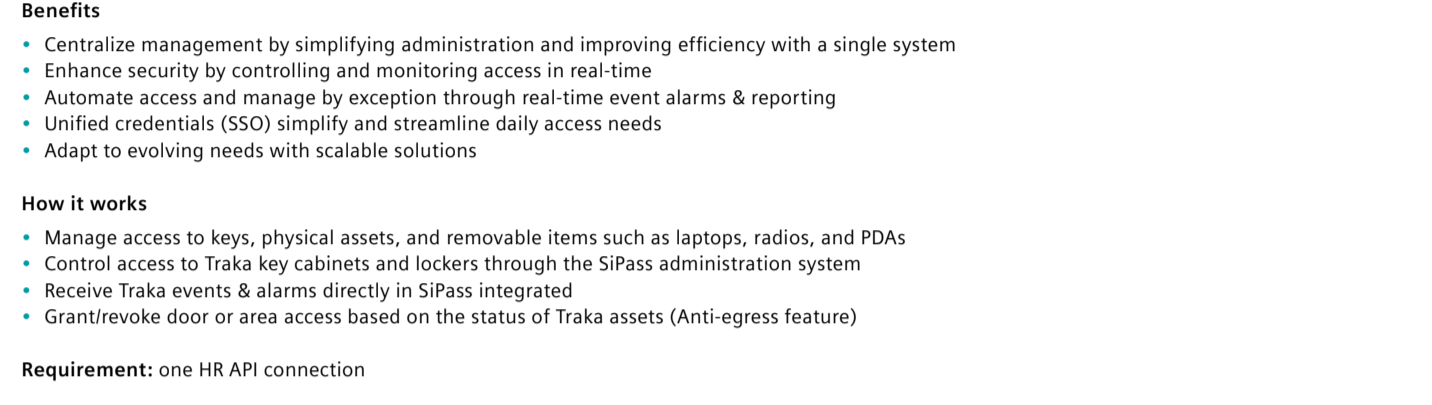 Benefits
• Centralize management by simplifying administration and improving efficiency with a single system
• Enhance security by controlling and monitoring access in real-time
• Automate access and manage by exception through real-time event alarms & reporting
• Unified credentials (SSO) simplify and streamline daily access needs
• Adapt to evolving needs with scalable solutions
How it works
• Manage access to keys, physical assets, and removable items such as laptops, radios, and PDAs
• Control access to Traka key cabinets and lockers through the SiPass administration system
• Receive Traka events & alarms directly in SiPass integrated
• Grant/revoke door or area access based on the status of Traka assets (Anti-egress feature)
Requirement: one HR API connection